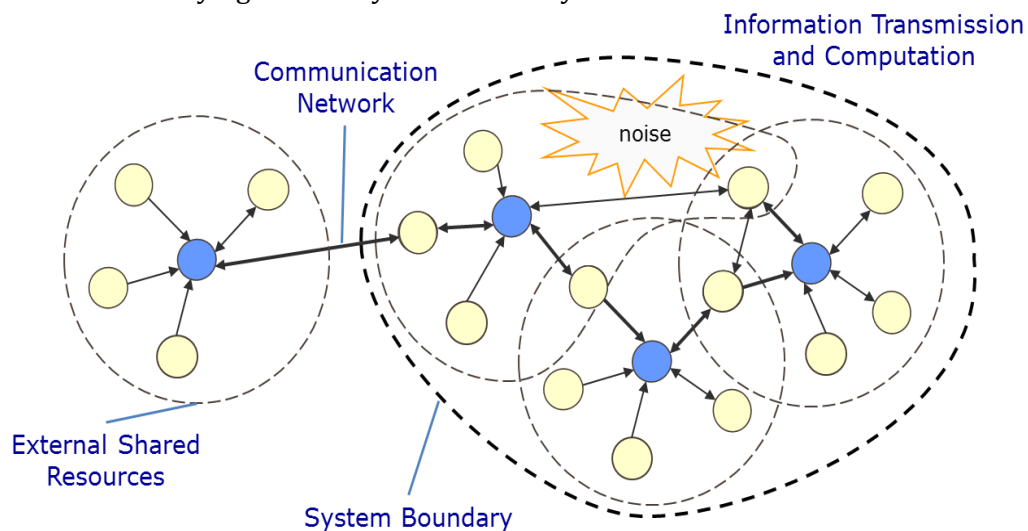 Information Transmission
and Computation
Communication
Network
noise
External Shared
Resources
System Boundary